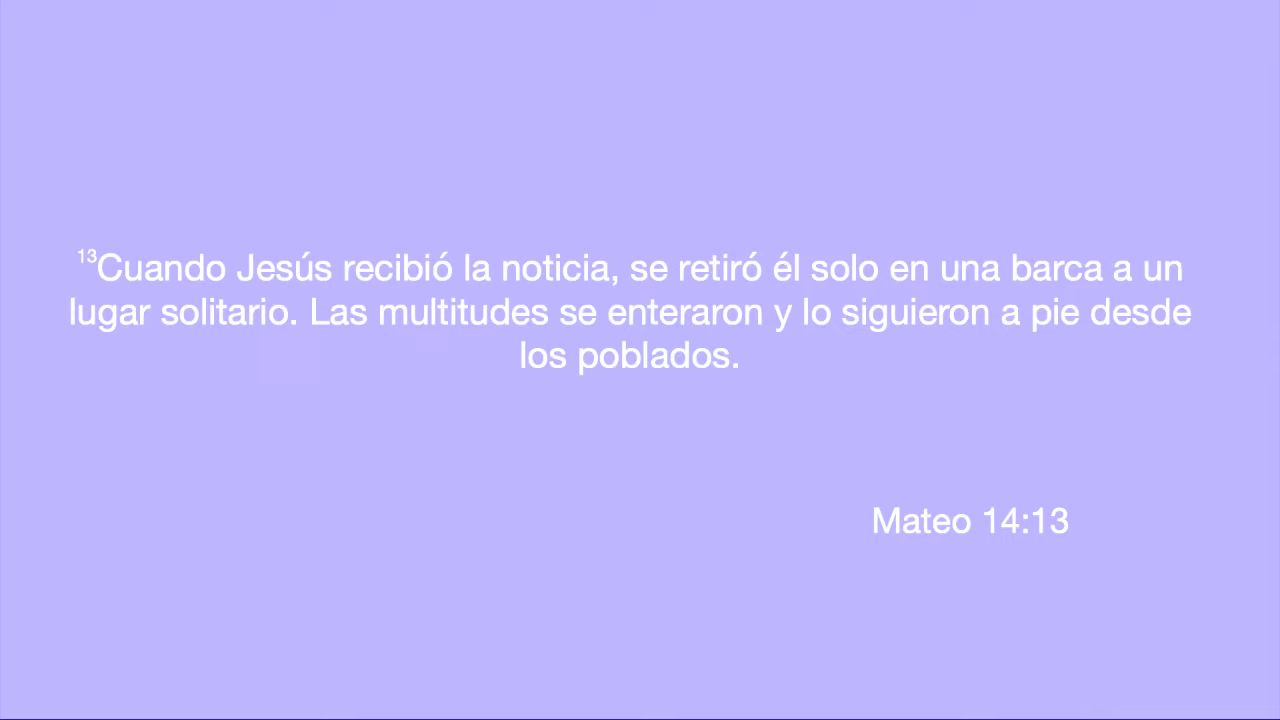 ¹³Cuando Jesús recibió la noticia, se retiró él solo en una barca a un
lugar solitario. Las multitudes se enteraron y lo siguieron a pie desde
los poblados.
Mateo 14:13